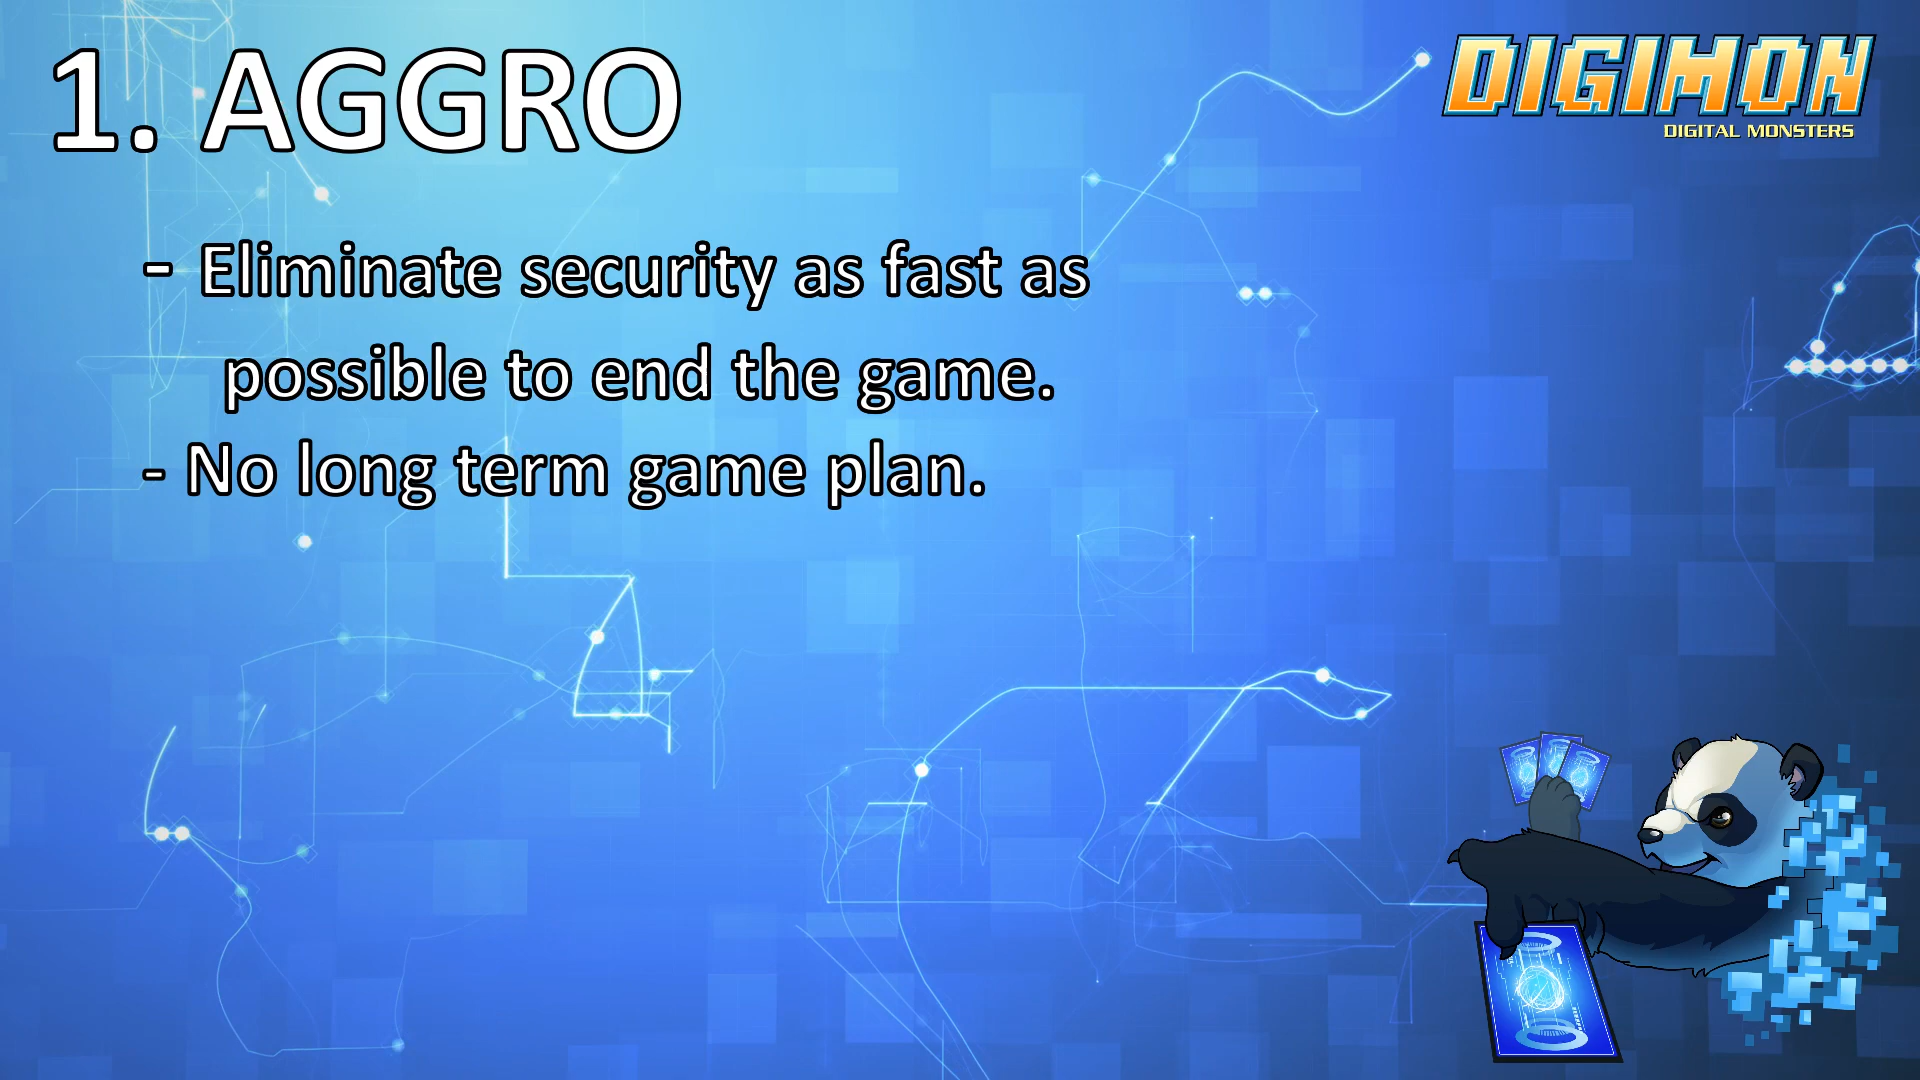 1. AGGRO
DIGIMON
DIGITAL MONSTERS
- Eliminate security as fast as
possible to end the game.
- No long term game plan.